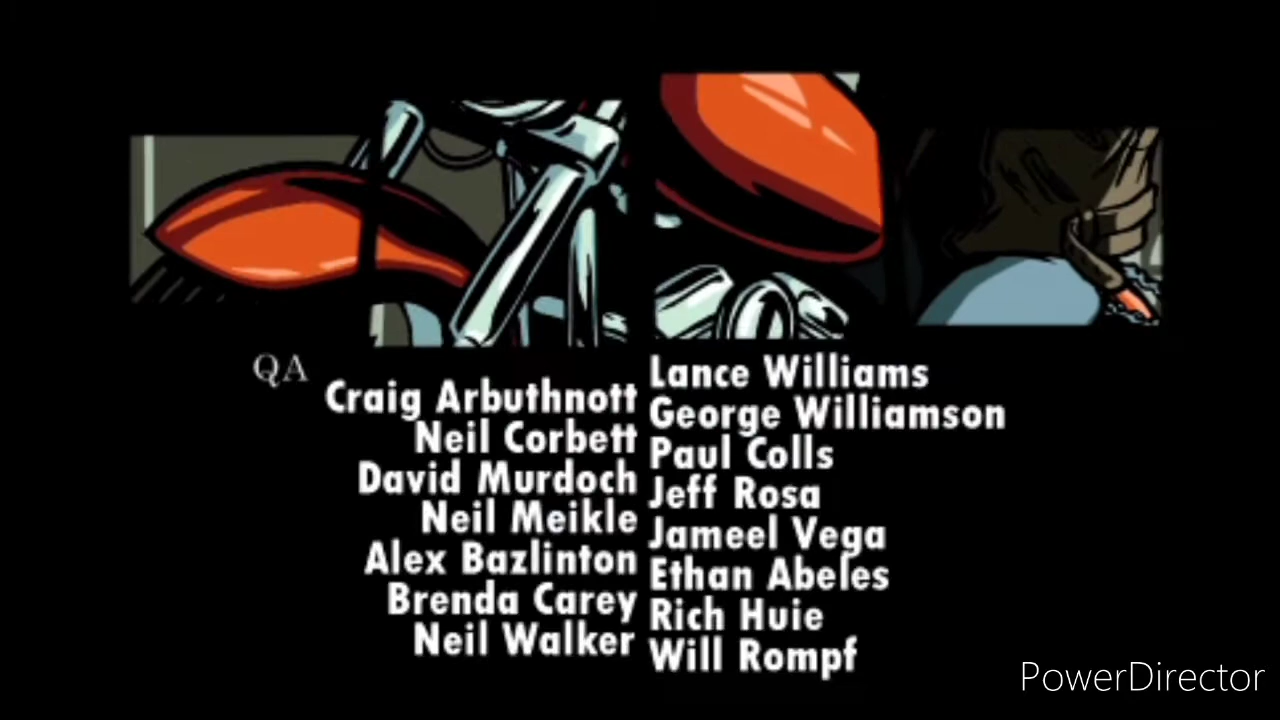 QA
Craig Arbuthnott
Neil Corbett
David Murdoch
Neil Meikle
Alex Bazlinton
Brenda Carey
Neil Walker
Lance Williams
George Williamson
Paul Colls
Jeff Rosa
Jameel Vega
Ethan Abeles
Rich Huie
Will Rompf
PowerDirector